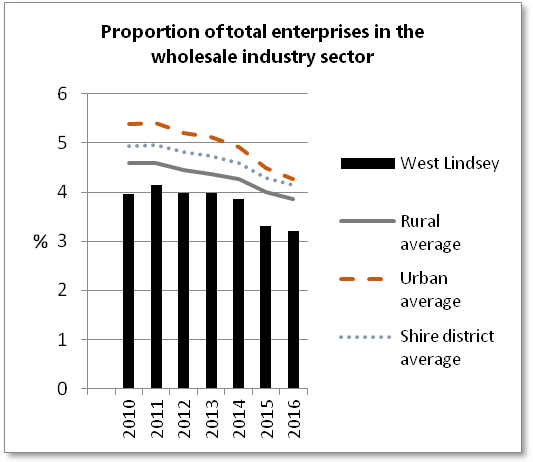 Proportion of total enterprises in the
wholesale industry sector
6
5
4
3
2
1
0
%
2010
2011
2012
2013
2014
2015
2016
West Lindsey
Rural
average
Urban
average
Shire district
average